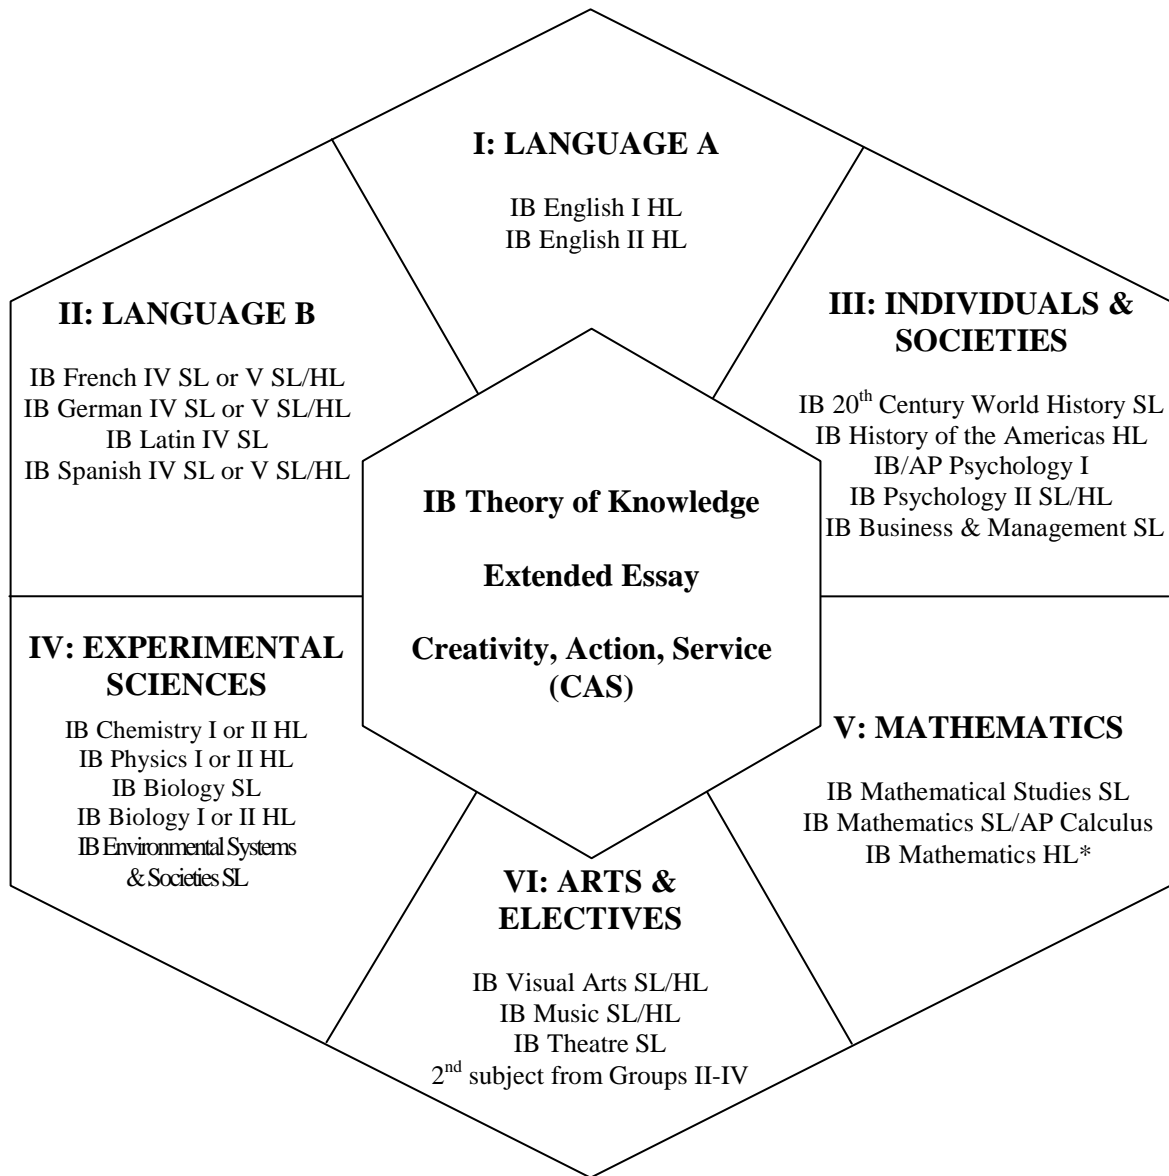 I: LANGUAGE A
IB English I HL
IB English II HL
II: LANGUAGE B
IB French IV SL or V SL/HL
IB German IV SL or V SL/HL
IB Latin IV SL
IB Spanish IV SL or V SL/HL
III: INDIVIDUALS &
SOCIETIES
IB 20th Century World History SL
IB History of the Americas HL
IB/AP Psychology I
IB Psychology II SL/HL
IB Business & Management SL
IB Theory of Knowledge
Extended Essay
Creativity, Action, Service
(CAS)
IV: EXPERIMENTAL
SCIENCES
IB Chemistry I or II HL
IB Physics I or II HL
IB Biology SL
IB Biology I or II HL
IB Environmental Systems
& Societies SL
V: MATHEMATICS
IB Mathematical Studies SL
IB Mathematics SL/AP Calculus
IB Mathematics HL*
VI: ARTS &
ELECTIVES
IB Visual Arts SL/HL
IB Music SL/HL
IB Theatre SL
2nd subject from Groups II-IV